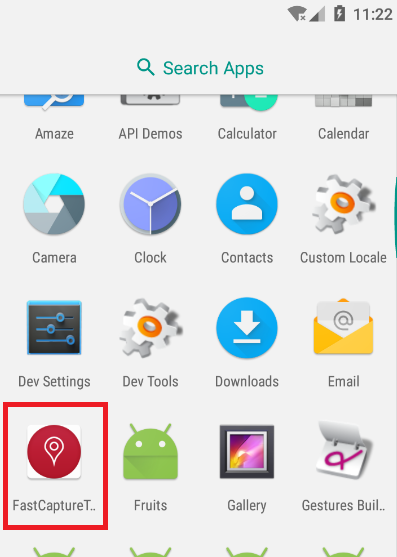 11:22
Search Apps
Amaze API Demos Calculator Calendar
Camera Clock Contacts Custom Locale
Dev Settings Dev Tools Downloads Email
@
FastCaptureT.. Fruits Gallery Gestures Buil..